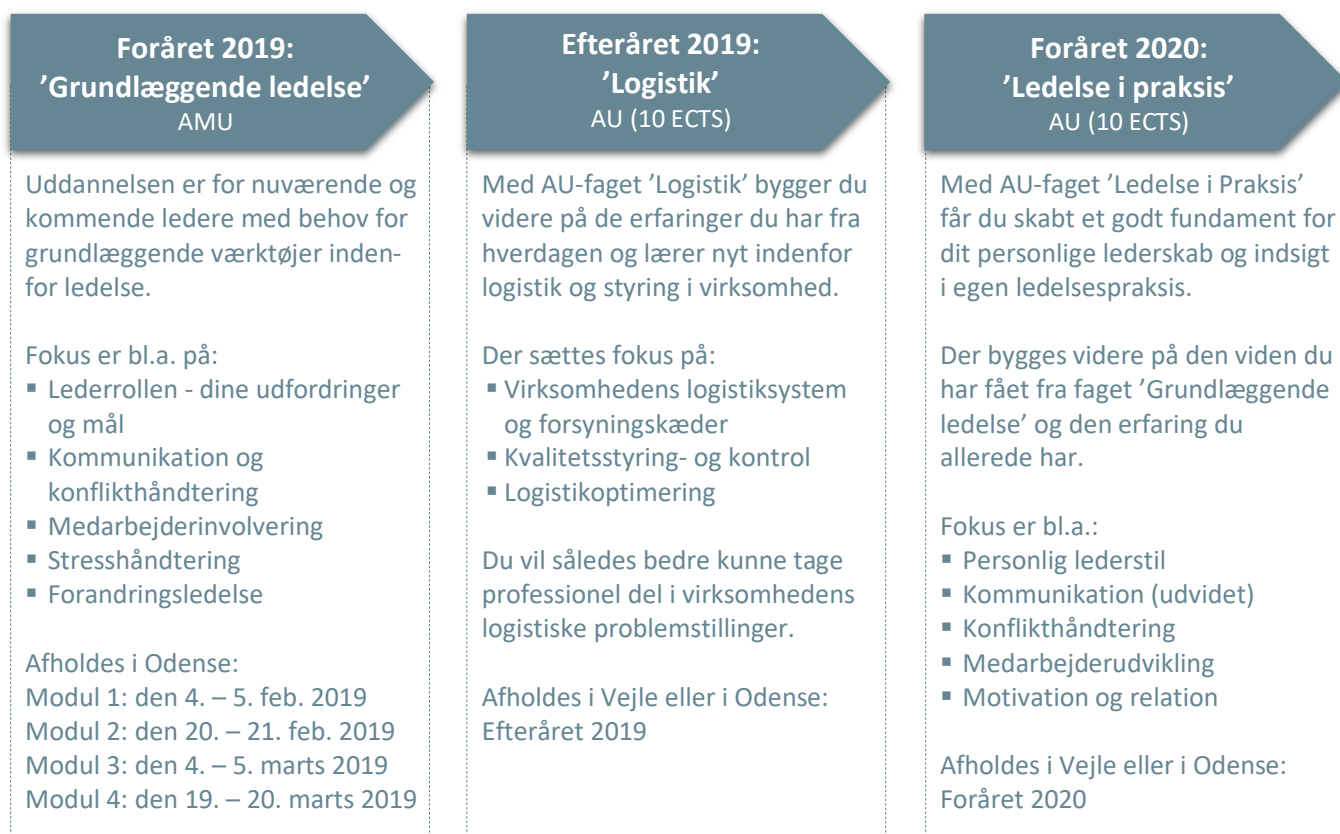 Foråret 2019:
’Grundlæggende ledelse’
AMU
Uddannelsen er for nuværende og
kommende ledere med behov for
grundlæggende værktøjer inden-
for ledelse.
Fokus er bl.a. på:
▪ Lederrollen - dine udfordringer
og mål
▪ Kommunikation og
konflikthåndtering
▪ Medarbejderinvolvering
▪ Stresshåndtering
▪ Forandringsledelse
Afholdes i Odense:
Modul 1: den 4. – 5. feb. 2019
Modul 2: den 20. – 21. feb. 2019
Modul 3: den 4. – 5. marts 2019
Modul 4: den 19. – 20. marts 2019
Efteråret 2019:
’Logistik’
AU (10 ECTS)
Med AU-faget ’Logistik’ bygger du
videre på de erfaringer du har fra
hverdagen og lærer nyt indenfor
logistik og styring i virksomhed.
Der sættes fokus på:
▪ Virksomhedens logistiksystem
og forsyningskæder
▪ Kvalitetsstyring- og kontrol
▪ Logistikoptimering
Du vil således bedre kunne tage
professionel del i virksomhedens
logistiske problemstillinger.
Afholdes i Vejle eller i Odense:
Efteråret 2019
Foråret 2020:
’Ledelse i praksis’
AU (10 ECTS)
Med AU-faget ’Ledelse i Praksis’
får du skabt et godt fundament for
dit personlige lederskab og indsigt
i egen ledelsespraksis.
Der bygges videre på den viden du
har fået fra faget ’Grundlæggende
ledelse’ og den erfaring du
allerede har.
Fokus er bl.a.:
▪ Personlig lederstil
▪ Kommunikation (udvidet)
▪ Konflikthåndtering
▪ Medarbejderudvikling
▪ Motivation og relation
Afholdes i Vejle eller i Odense:
Foråret 2020